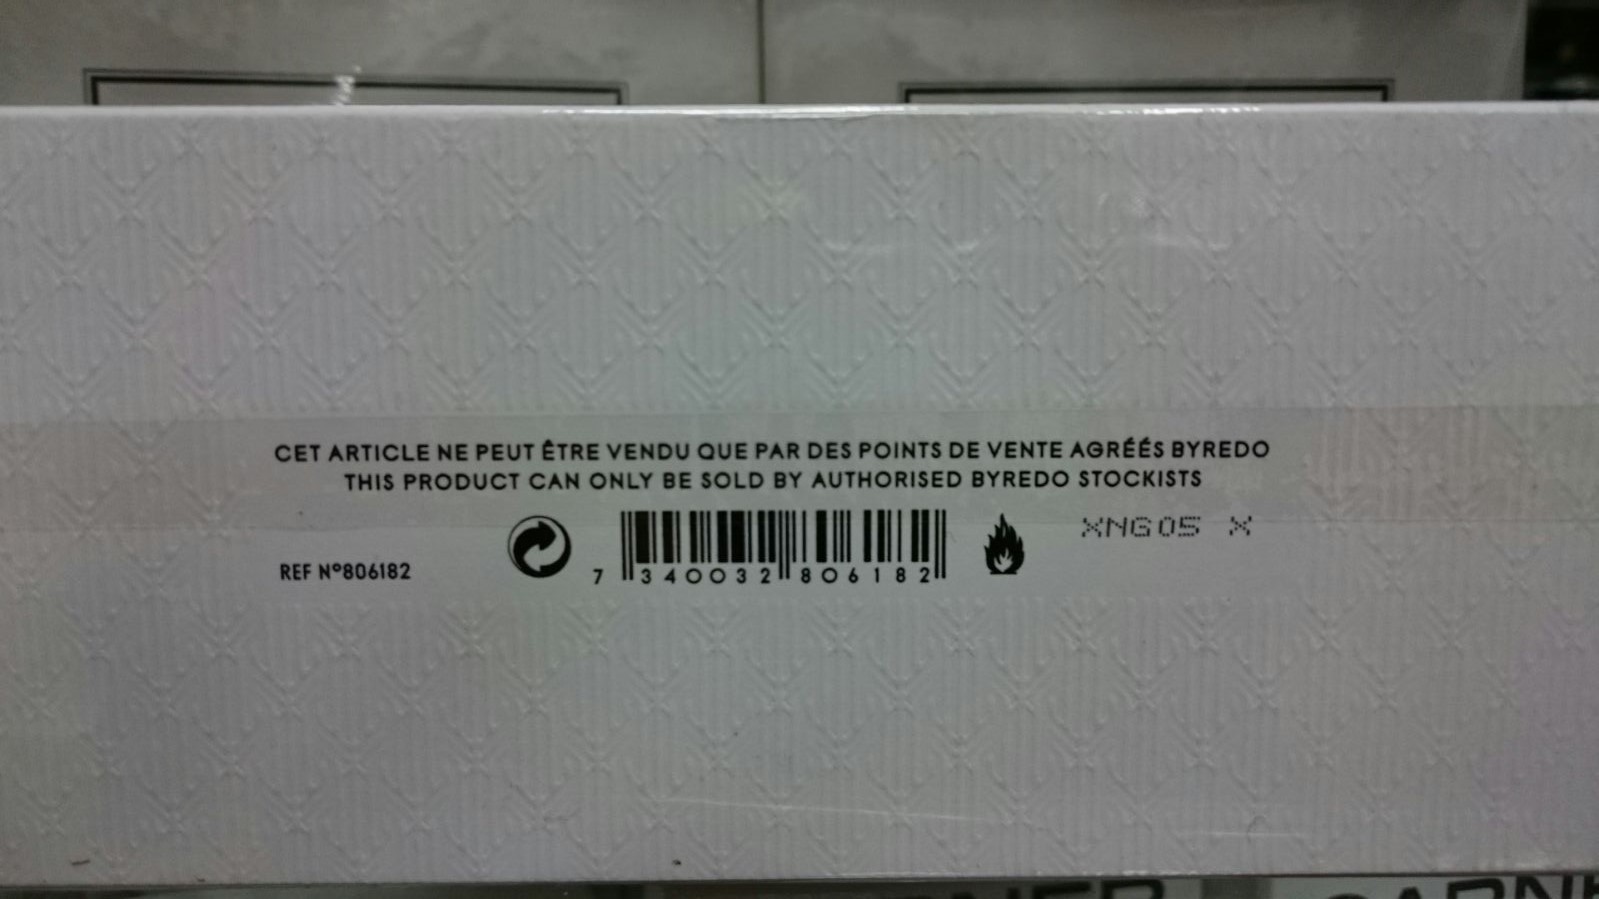 CET ARTICLE NE PEUT ÊTRE VENDU QUE PAR DES POINTS DE VENTE AGRÉÉS BYREDO
THIS PRODUCT CAN ONLY BE SOLD BY AUTHORISED BYREDO STOCKISTS
XNG05 X
REF Nº806182
7 340032 806182